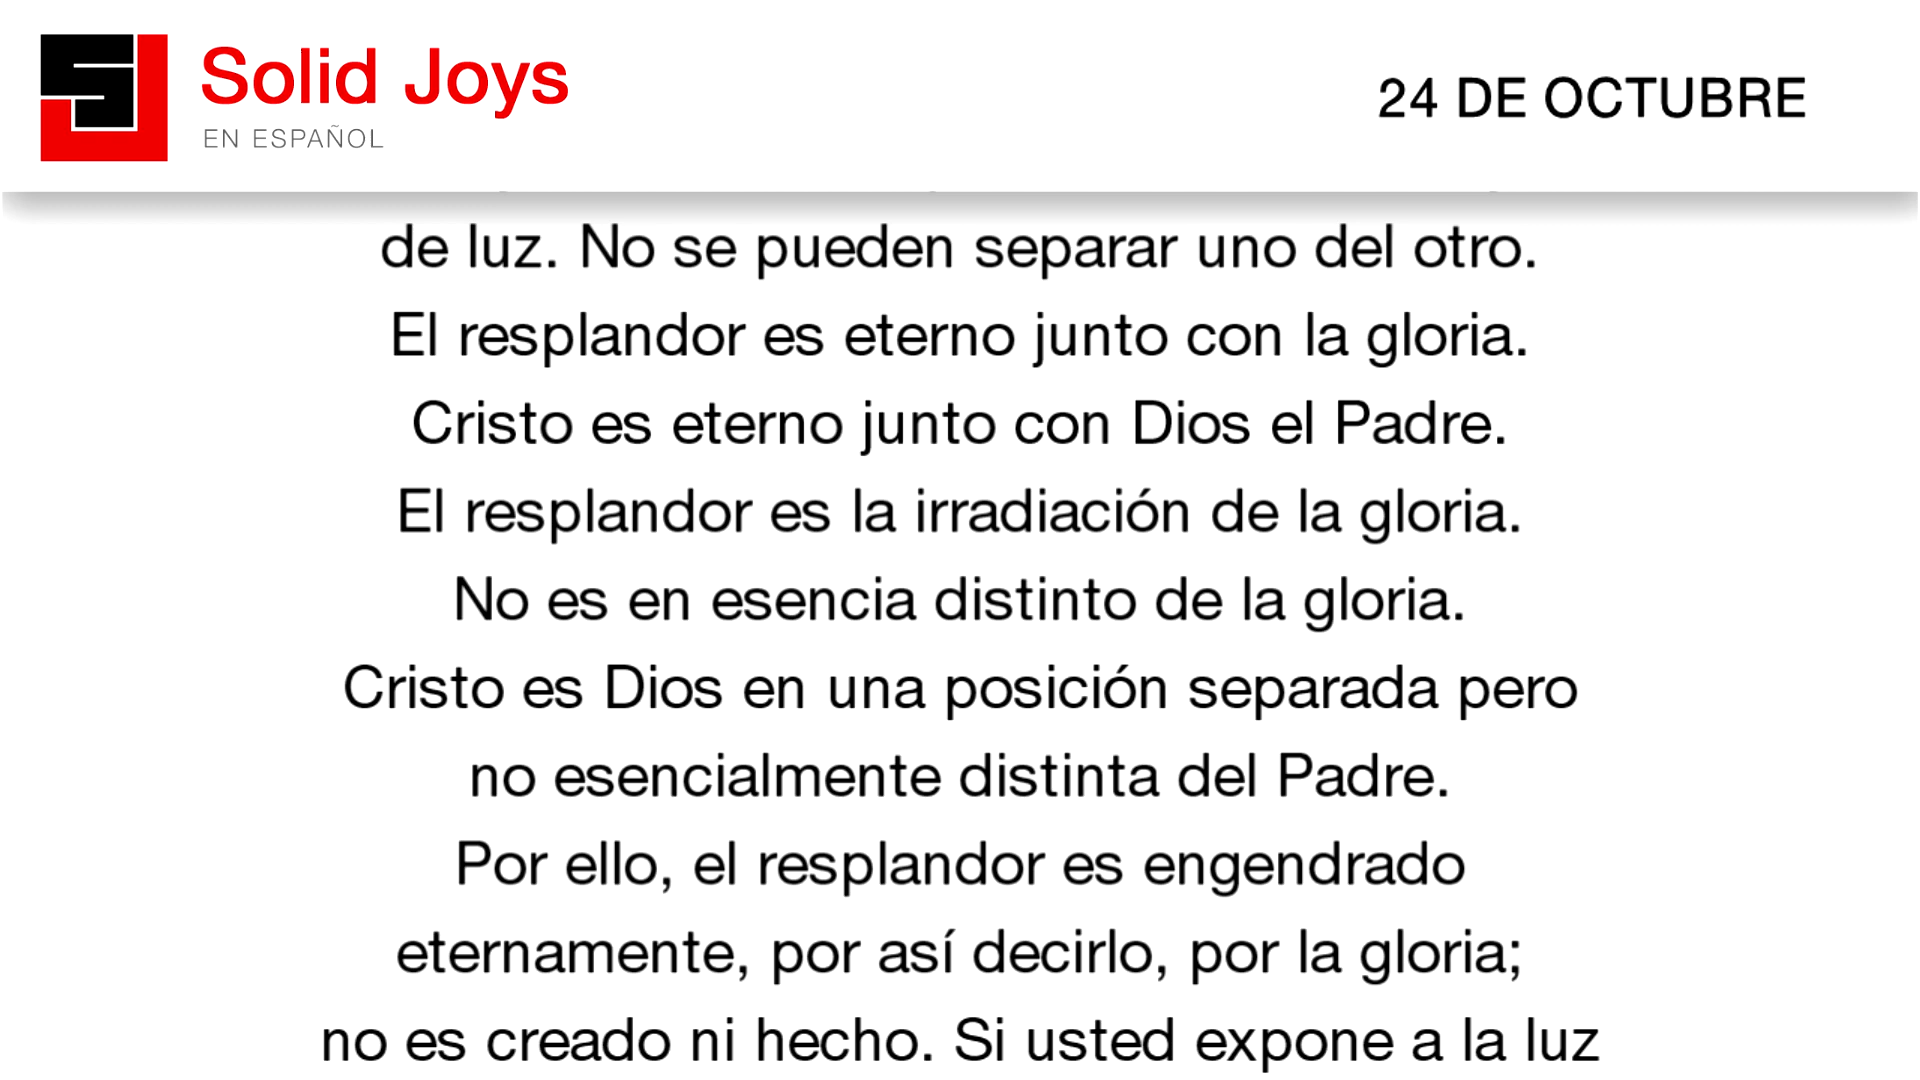 Solid Joys
EN ESPAÑOL
24 DE OCTUBRE
de luz. No se pueden separar uno del otro.
El resplandor es eterno junto con la gloria.
Cristo es eterno junto con Dios el Padre.
El resplandor es la irradiación de la gloria.
No es en esencia distinto de la gloria.
Cristo es Dios en una posición separada pero
no esencialmente distinta del Padre.
Por ello, el resplandor es engendrado
eternamente, por así decirlo, por la gloria;
no es creado ni hecho. Si usted expone a la luz